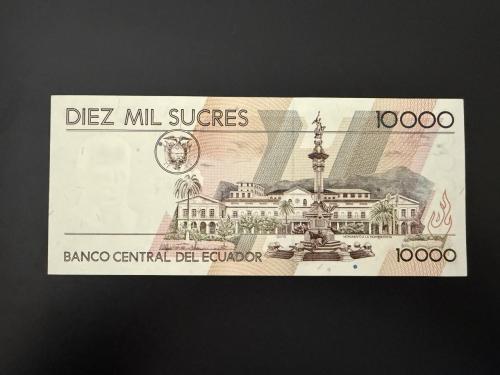 DIEZ MIL SUCRES
10000
BANCO CENTRAL DEL ECUADOR
10000